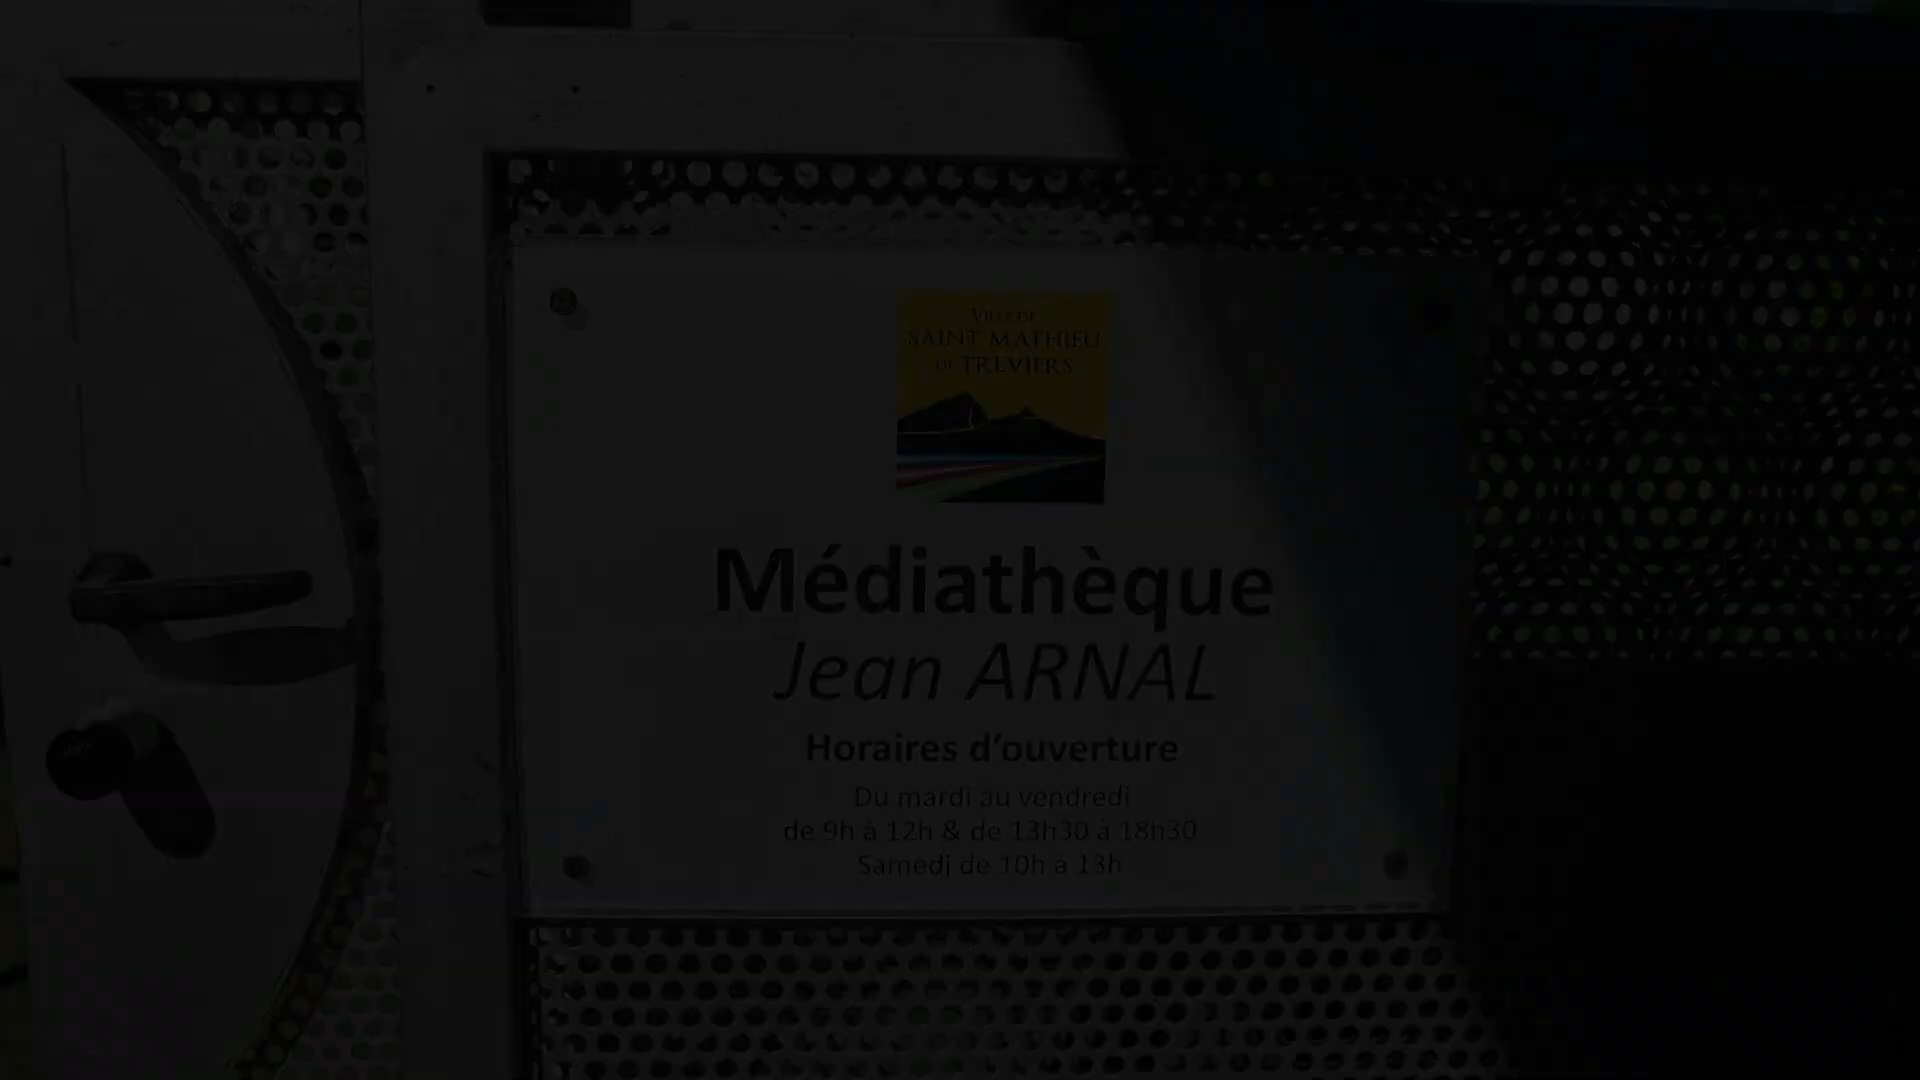 VILLE DE
SAINT MATHIEU
DE TRÉVIERS
Médiathèque
Jean ARNAL
Horaires d'ouverture
Du mardi au vendredi
de 9h à 12h & de 13h30 à 18h30
Samedi de 10h à 13h